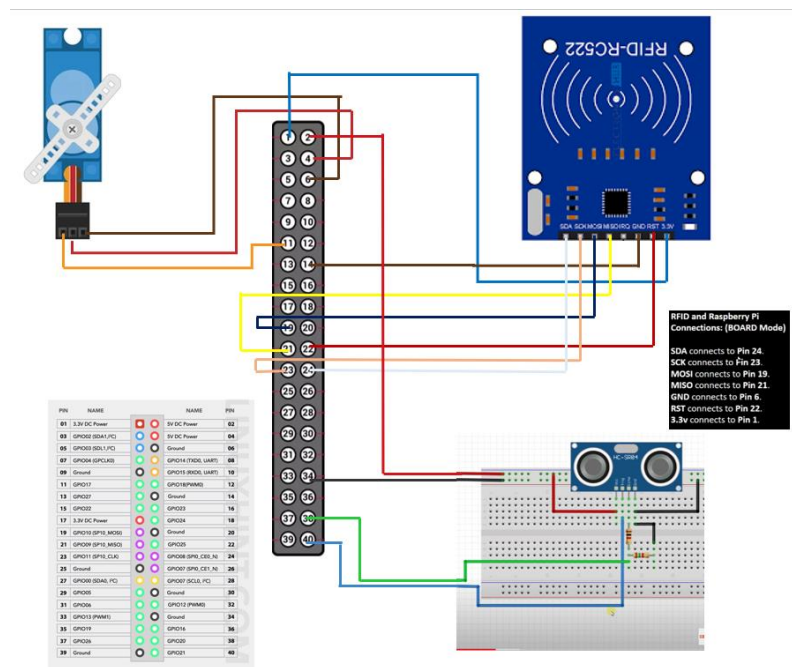 RFID-RC522
SDA SCK MOSI MISO IRQ GND RST 3.3V
1 2
3 4
5 6
7 8
9 10
11 12
13 14
15 16
17 18
19 20
21 22
23 24
25 26
27 28
29 30
31 32
33 34
35 36
37 38
39 40
RFID and Raspberry Pi
Connections: (BOARD Mode)
SDA connects to Pin 24.
SCK connects to Pin 23.
MOSI connects to Pin 19.
MISO connects to Pin 21.
GND connects to Pin 6.
RST connects to Pin 22.
3.3v connects to Pin 1.
HC-SR04
PIN NAME NAME PIN
01 3.3V DC Power 5V DC Power 02
03 GPIO02 (SDA1,I²C) 5V DC Power 04
05 GPIO03 (SDL1,I²C) Ground 06
07 GPIO04 (GPCLK0) GPIO14 (TXD0, UART) 08
09 Ground GPIO15 (RXD0, UART) 10
11 GPIO17 GPIO18(PWM0) 12
13 GPIO27 Ground 14
15 GPIO22 GPIO23 16
17 3.3V DC Power GPIO24 18
19 GPIO10 (SP10_MOSI) Ground 20
21 GPIO09 (SP10_MISO) GPIO25 22
23 GPIO11 (SP10_CLK) GPIO08 (SPI0_CE0_N) 24
25 Ground GPIO07 (SPI0_CE1_N) 26
27 GPIO00 (SDA0, I²C) GPIO07 (SCL0, I²C) 28
29 GPIO05 Ground 30
31 GPIO06 GPIO12 (PWM0) 32
33 GPIO13 (PWM1) Ground 34
35 GPIO19 GPIO16 36
37 GPIO26 GPIO20 38
39 Ground GPIO21 40